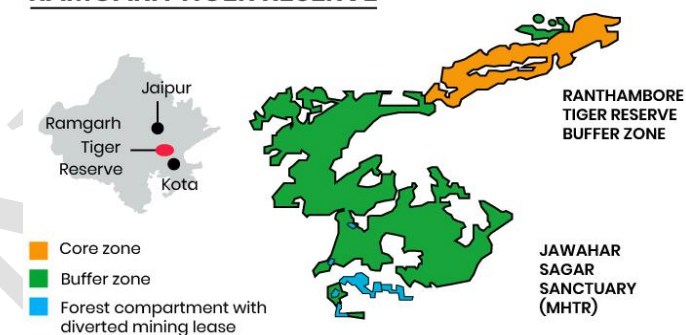 RAMGARH TIGER RESERVE
Jaipur
Ramgarh
Tiger
Reserve
Kota
RANTHAMBORE
TIGER RESERVE
BUFFER ZONE
Core zone
Buffer zone
Forest compartment with
diverted mining lease
JAWAHAR
SAGAR
SANCTUARY
(MHTR)